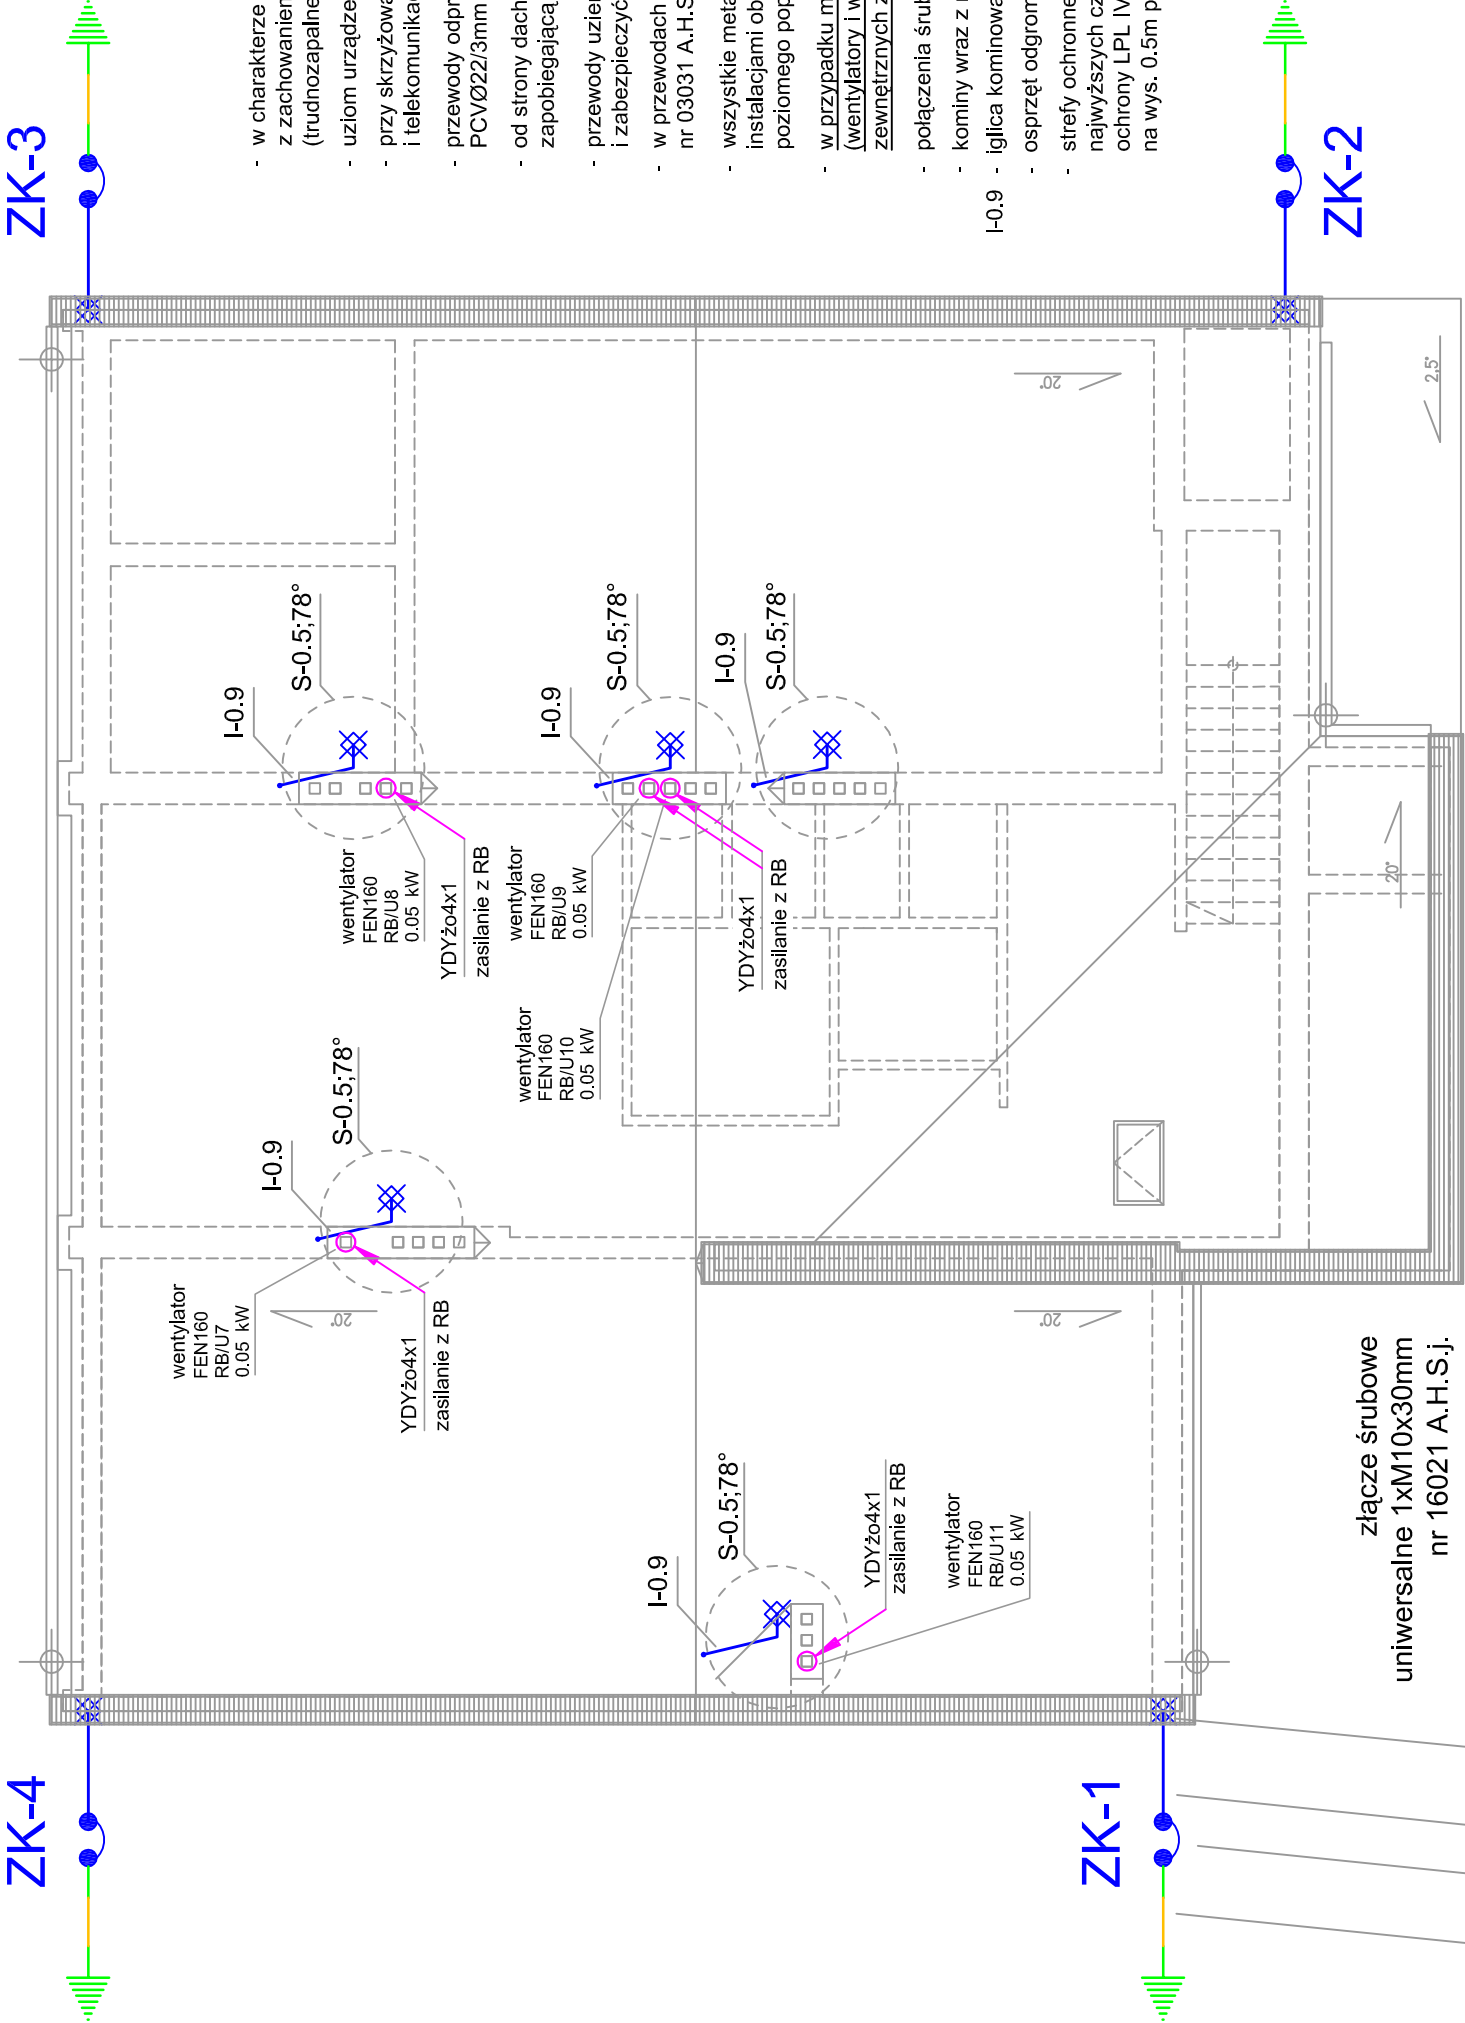 ZK-4
ZK-3
ZK-1
ZK-2
wentylator
FEN160
RB/U7
0.05 kW
YDYżo4x1
zasilanie z RB
I-0.9
S-0.5;78°
I-0.9
S-0.5;78°
wentylator
FEN160
RB/U8
0.05 kW
YDYżo4x1
zasilanie z RB
wentylator
FEN160
RB/U9
0.05 kW
wentylator
FEN160
RB/U10
0.05 kW
I-0.9
S-0.5;78°
YDYżo4x1
zasilanie z RB
I-0.9
S-0.5;78°
I-0.9
S-0.5;78°
YDYżo4x1
zasilanie z RB
wentylator
FEN160
RB/U11
0.05 kW
20°
20°
20°
20°
2,5°
złącze śrubowe
uniwersalne 1xM10x30mm
nr 16021 A.H.S.j.
- w charakterze
z zachowaniem
(trudnozapalne
- uziom urządze
- przy skrzyżowa
i telekomunikac
- przewody odpr
PCVØ22/3mm
- od strony dach
zapobiegającą
- przewody uzien
i zabezpieczyć
- w przewodach
nr 03031 A.H.S
- wszystkie meta
instalacjami ob
poziomego pop
- w przypadku m
(wentylatory i w
zewnętrznych z
- połączenia śrub
- kominy wraz z
I-0.9 - iglica kominowa
- osprzęt odgrom
- strefy ochronne
najwyższych cz
ochrony LPL IV
na wys. 0.5m p